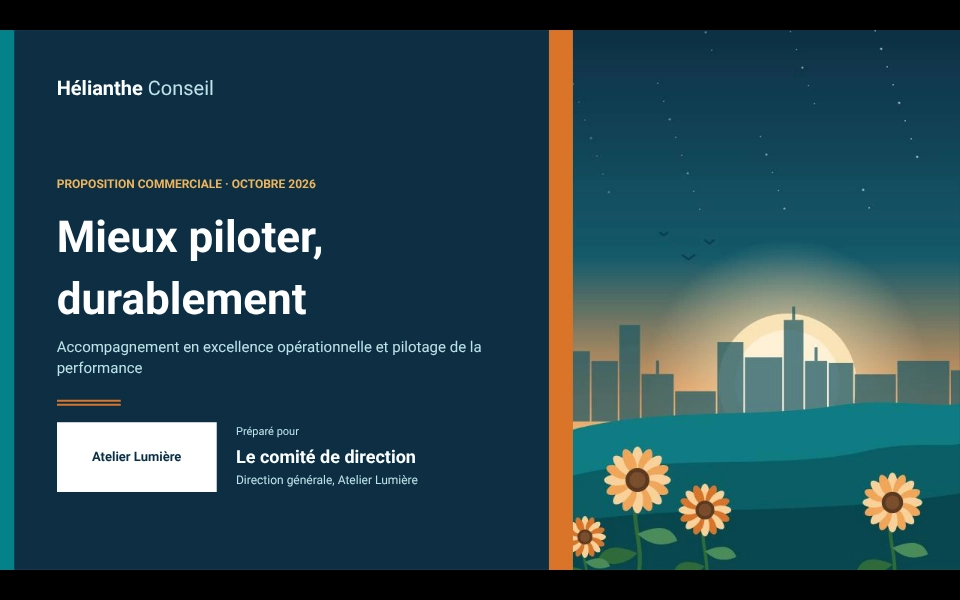 Hélianthe Conseil
PROPOSITION COMMERCIALE · OCTOBRE 2026
Mieux piloter,
durablement
Accompagnement en excellence opérationnelle et pilotage de la
performance
Atelier Lumière
Préparé pour
Le comité de direction
Direction générale, Atelier Lumière